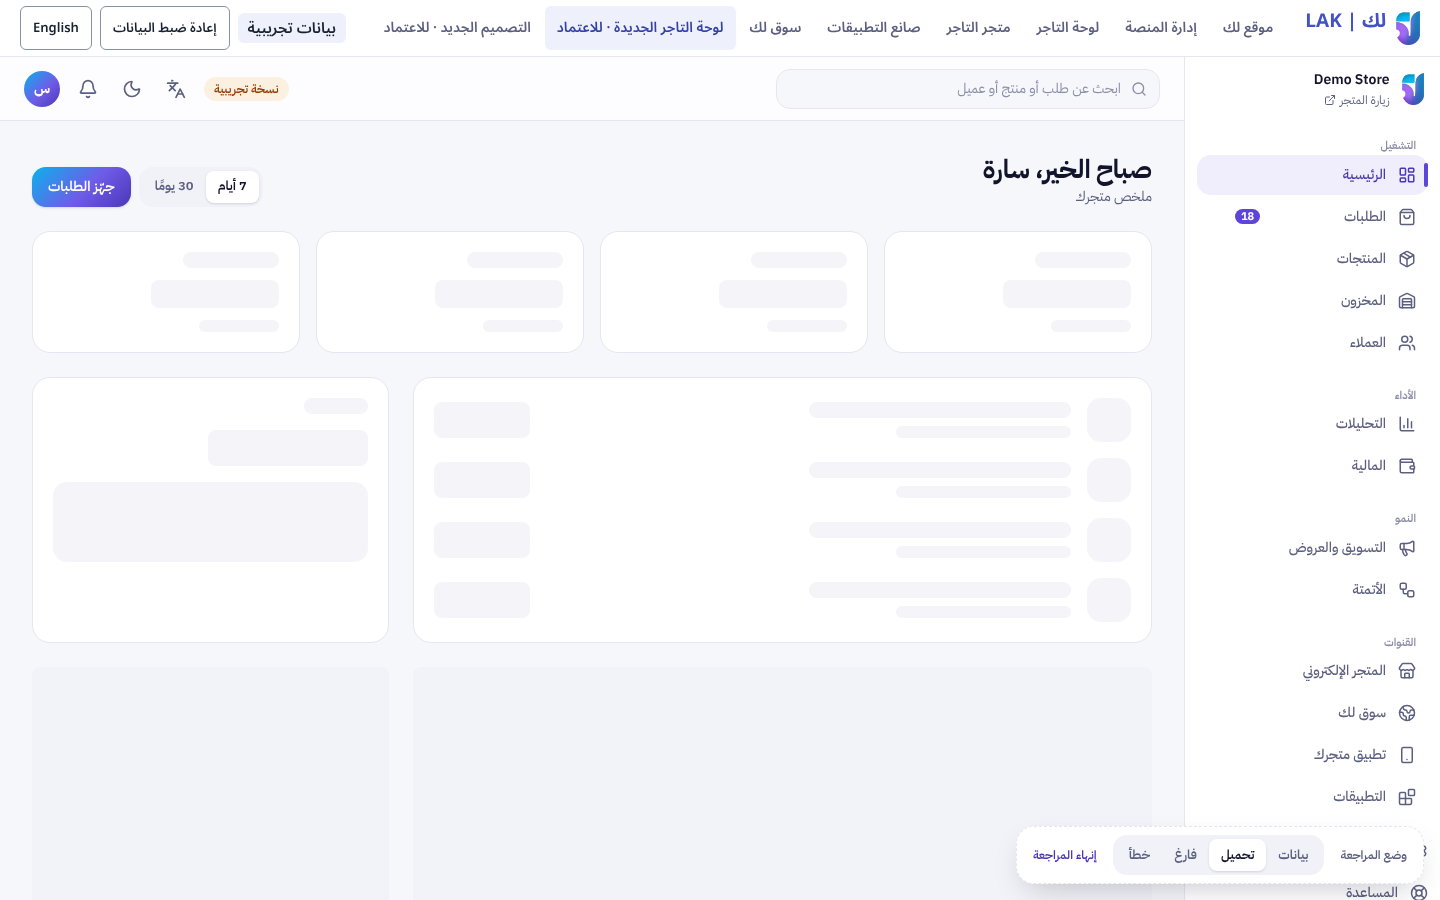 لك | LAK
موقع لك
إدارة المنصة
لوحة التاجر
متجر التاجر
صانع التطبيقات
سوق لك
لوحة التاجر الجديدة · للاعتماد
التصميم الجديد · للاعتماد
بيانات تجريبية
إعادة ضبط البيانات
English
Demo Store
زيارة المتجر
ابحث عن طلب أو منتج أو عميل
نسخة تجريبية
س
التشغيل
الرئيسية
الطلبات
18
المنتجات
المخزون
العملاء
الأداء
التحليلات
المالية
النمو
التسويق والعروض
الأتمتة
القنوات
المتجر الإلكتروني
سوق لك
تطبيق متجرك
التطبيقات
المساعدة
صباح الخير، سارة
ملخص متجرك
7 أيام
30 يومًا
جهّز الطلبات
وضع المراجعة
بيانات
تحميل
فارغ
خطأ
إنهاء المراجعة